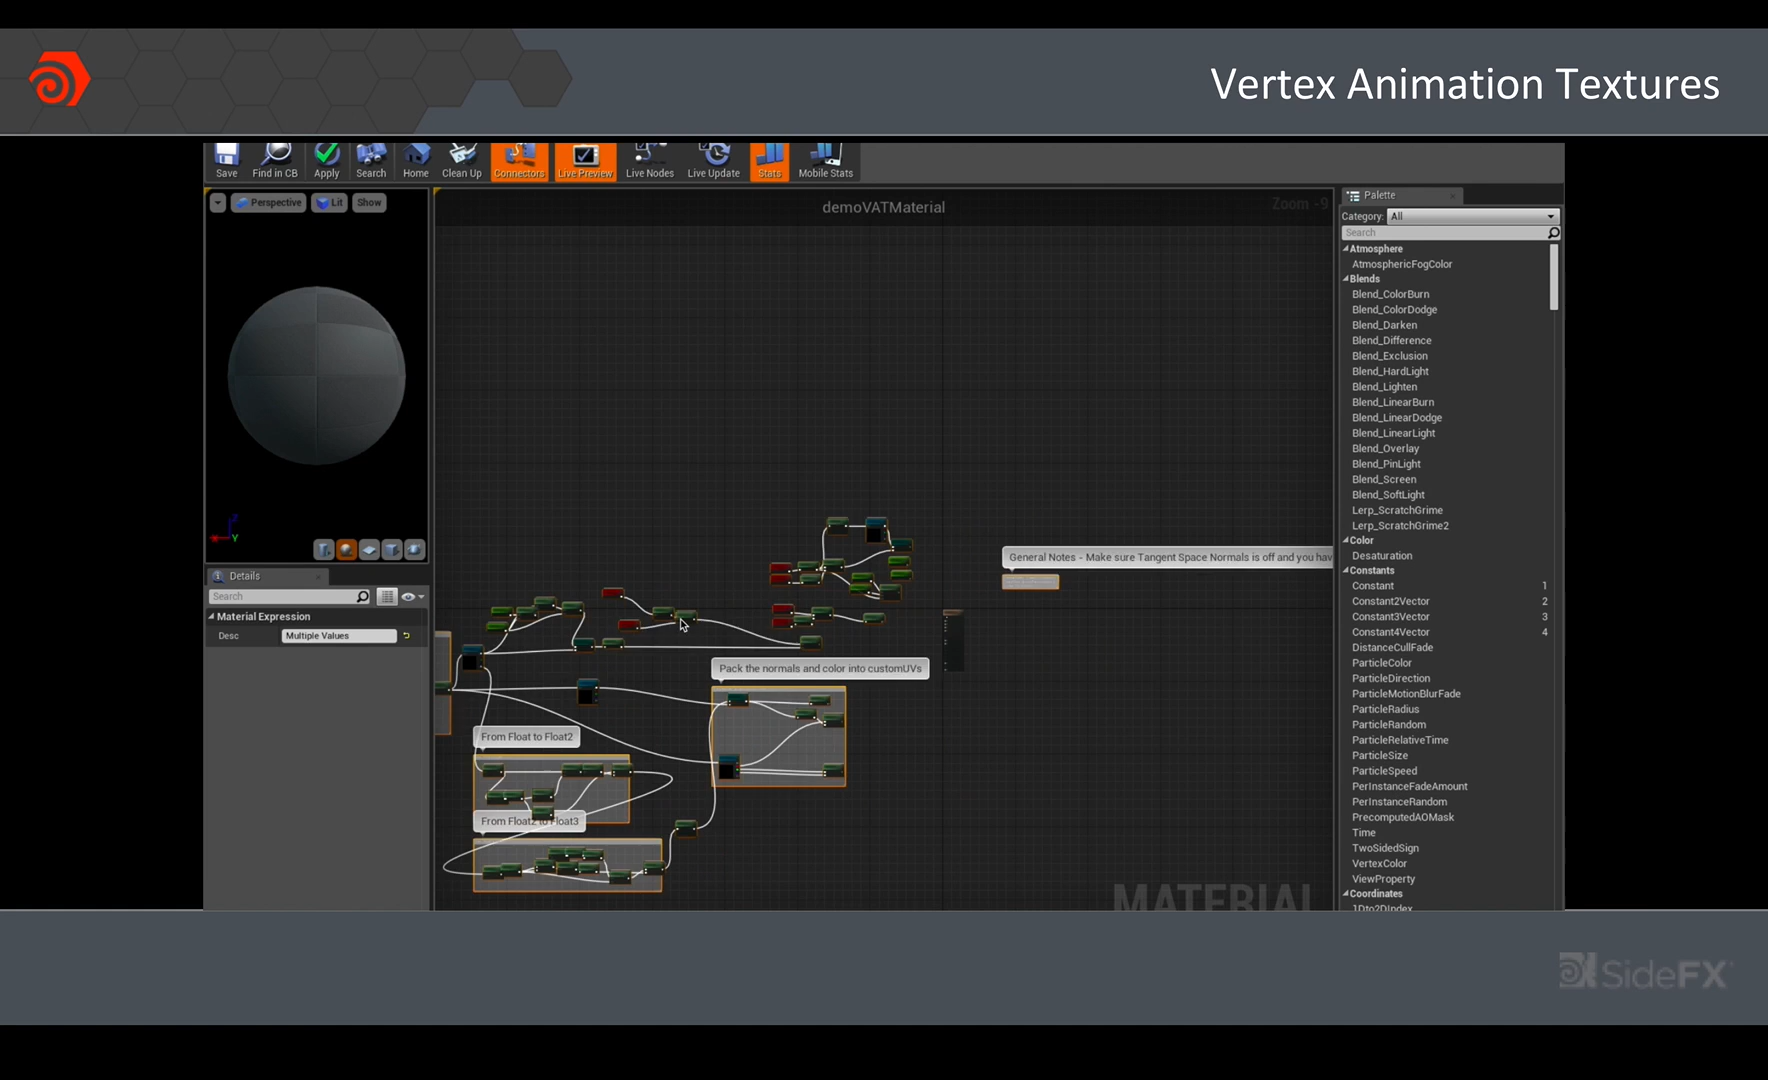 Vertex Animation Textures
Save
Find in CB
Apply
Search
Home
Clean Up
Connectors
Live Preview
Live Nodes
Live Update
Stats
Mobile Stats
Perspective
Lit
Show
Z
Y
Details
Search
Material Expression
Desc
Multiple Values
demoVATMaterial
Zoom -9
General Notes - Make sure Tangent Space Normals is off and you hav
Pack the normals and color into customUVs
From Float to Float2
From Float2 to Float3
MATERIAL
Palette
Category: All
Search
Atmosphere
AtmosphericFogColor
Blends
Blend_ColorBurn
Blend_ColorDodge
Blend_Darken
Blend_Difference
Blend_Exclusion
Blend_HardLight
Blend_Lighten
Blend_LinearBurn
Blend_LinearDodge
Blend_LinearLight
Blend_Overlay
Blend_PinLight
Blend_Screen
Blend_SoftLight
Lerp_ScratchGrime
Lerp_ScratchGrime2
Color
Desaturation
Constants
Constant 1
Constant2Vector 2
Constant3Vector 3
Constant4Vector 4
DistanceCullFade
ParticleColor
ParticleDirection
ParticleMotionBlurFade
ParticleRadius
ParticleRandom
ParticleRelativeTime
ParticleSize
ParticleSpeed
PerInstanceFadeAmount
PerInstanceRandom
PrecomputedAOMask
Time
TwoSidedSign
VertexColor
ViewProperty
Coordinates
1Dto2DIndex
SideFX